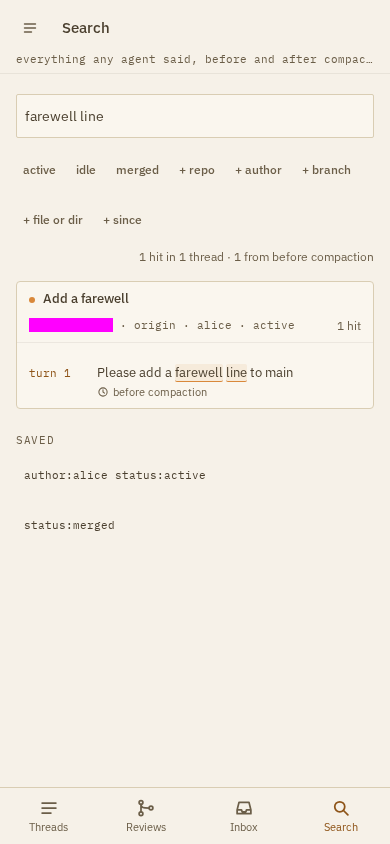 Search
everything any agent said, before and after compac…
farewell line
active idle merged + repo + author + branch
+ file or dir + since
1 hit in 1 thread · 1 from before compaction
Add a farewell
· origin · alice · active 1 hit
turn 1 Please add a farewell line to main
before compaction
SAVED
author:alice status:active
status:merged
Threads Reviews Inbox Search